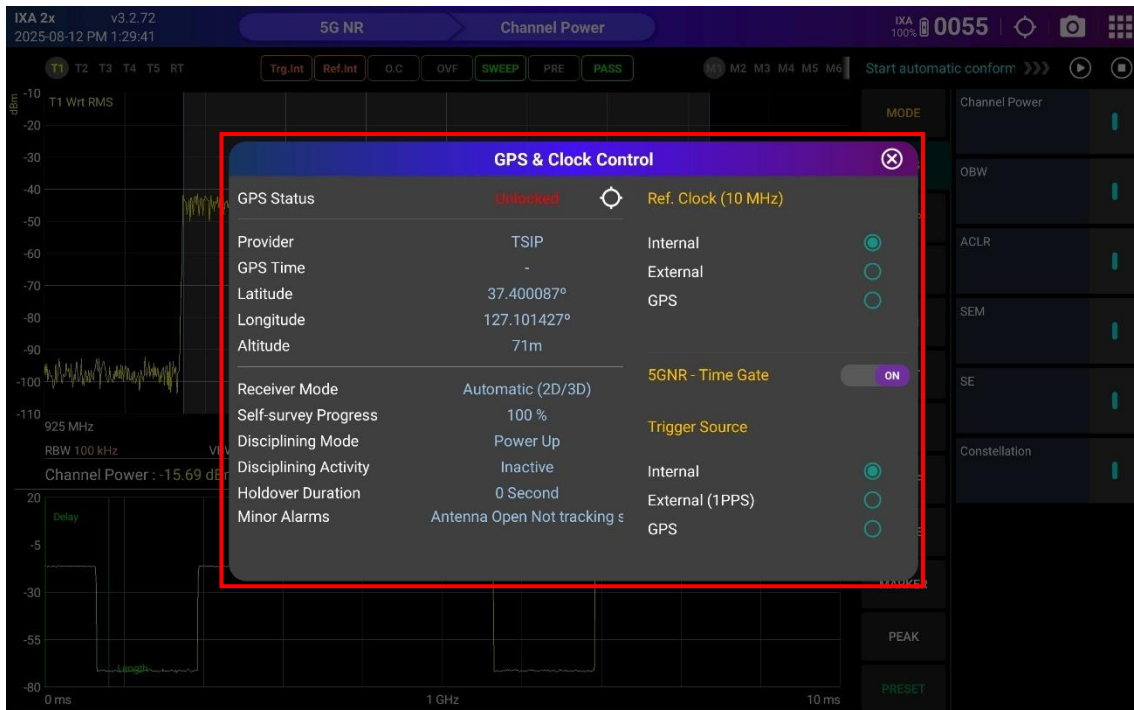 IXA 2x v3.2.72
2025-08-12 PM 1:29:41
5G NR
Channel Power
IXA
100%
0055
T1 T2 T3 T4 T5 RT
Trg.Int Ref.Int O.C OVF SWEEP PRE PASS
M1 M2 M3 M4 M5 M6
Start automatic conform
dBm
-10
T1 Wrt RMS
-20
-30
-40
-50
-60
-70
-80
-90
-100
-110
925 MHz
RBW 100 kHz
Channel Power : -15.69
GPS & Clock Control
GPS Status Unlocked
Provider TSIP
GPS Time -
Latitude 37.400087º
Longitude 127.101427º
Altitude 71m
Receiver Mode Automatic (2D/3D)
Self-survey Progress 100 %
Disciplining Mode Power Up
Disciplining Activity Inactive
Holdover Duration 0 Second
Minor Alarms Antenna Open Not tracking s
Ref. Clock (10 MHz)
Internal
External
GPS
5GNR - Time Gate ON
Trigger Source
Internal
External (1PPS)
GPS
20
Delay
-5
-30
-55
Length
-80
0 ms
1 GHz
10 ms
MODE
MARKER
PEAK
PRESET
Channel Power
OBW
ACLR
SEM
SE
Constellation